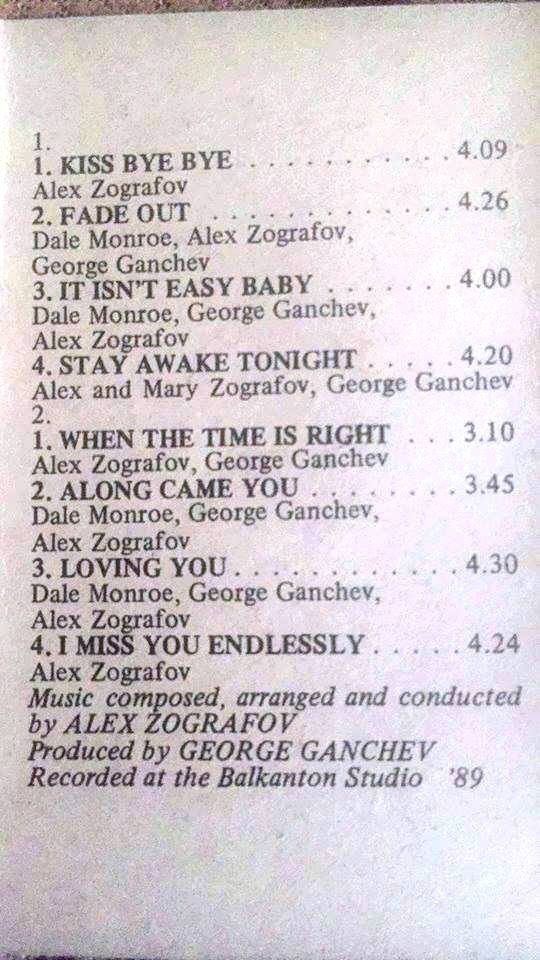 1.
1. KISS BYE BYE . . . . . . . . . . . 4.09
Alex Zografov
2. FADE OUT . . . . . . . . . . . . . 4.26
Dale Monroe, Alex Zografov,
George Ganchev
3. IT ISN'T EASY BABY . . . . . . . 4.00
Dale Monroe, George Ganchev,
Alex Zografov
4. STAY AWAKE TONIGHT . . . . . 4.20
Alex and Mary Zografov, George Ganchev
2.
1. WHEN THE TIME IS RIGHT . . . 3.10
Alex Zografov, George Ganchev
2. ALONG CAME YOU . . . . . . . . 3.45
Dale Monroe, George Ganchev,
Alex Zografov
3. LOVING YOU . . . . . . . . . . . . 4.30
Dale Monroe, George Ganchev,
Alex Zografov
4. I MISS YOU ENDLESSLY . . . . . 4.24
Alex Zografov
Music composed, arranged and conducted
by ALEX ZOGRAFOV
Produced by GEORGE GANCHEV
Recorded at the Balkanton Studio '89